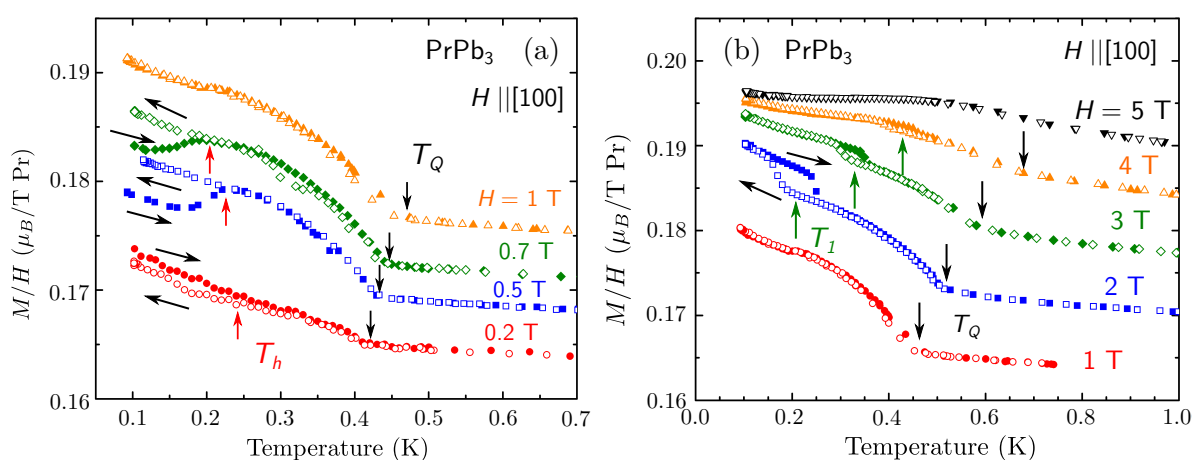 PrPb3 (a)
H ||[100]
T_Q
H = 1 T
0.7 T
0.5 T
0.2 T
T_h
0.19
0.18
0.17
0.16
M/H (μB/T Pr)
0.1 0.2 0.3 0.4 0.5 0.6 0.7
Temperature (K)
(b) PrPb3 H ||[100]
H = 5 T
4 T
3 T
2 T
1 T
T_1
T_Q
0.20
0.19
0.18
0.17
0.16
M/H (μB/T Pr)
0.0 0.2 0.4 0.6 0.8 1.0
Temperature (K)